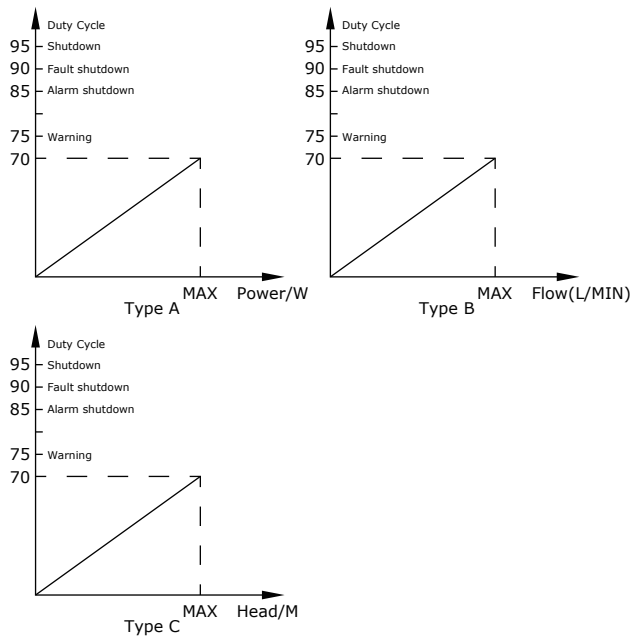 Duty Cycle
95 Shutdown
90 Fault shutdown
85 Alarm shutdown
75 Warning
70
MAX Power/W
Type A
Duty Cycle
95 Shutdown
90 Fault shutdown
85 Alarm shutdown
75 Warning
70
MAX Flow(L/MIN)
Type B
Duty Cycle
95 Shutdown
90 Fault shutdown
85 Alarm shutdown
75 Warning
70
MAX Head/M
Type C